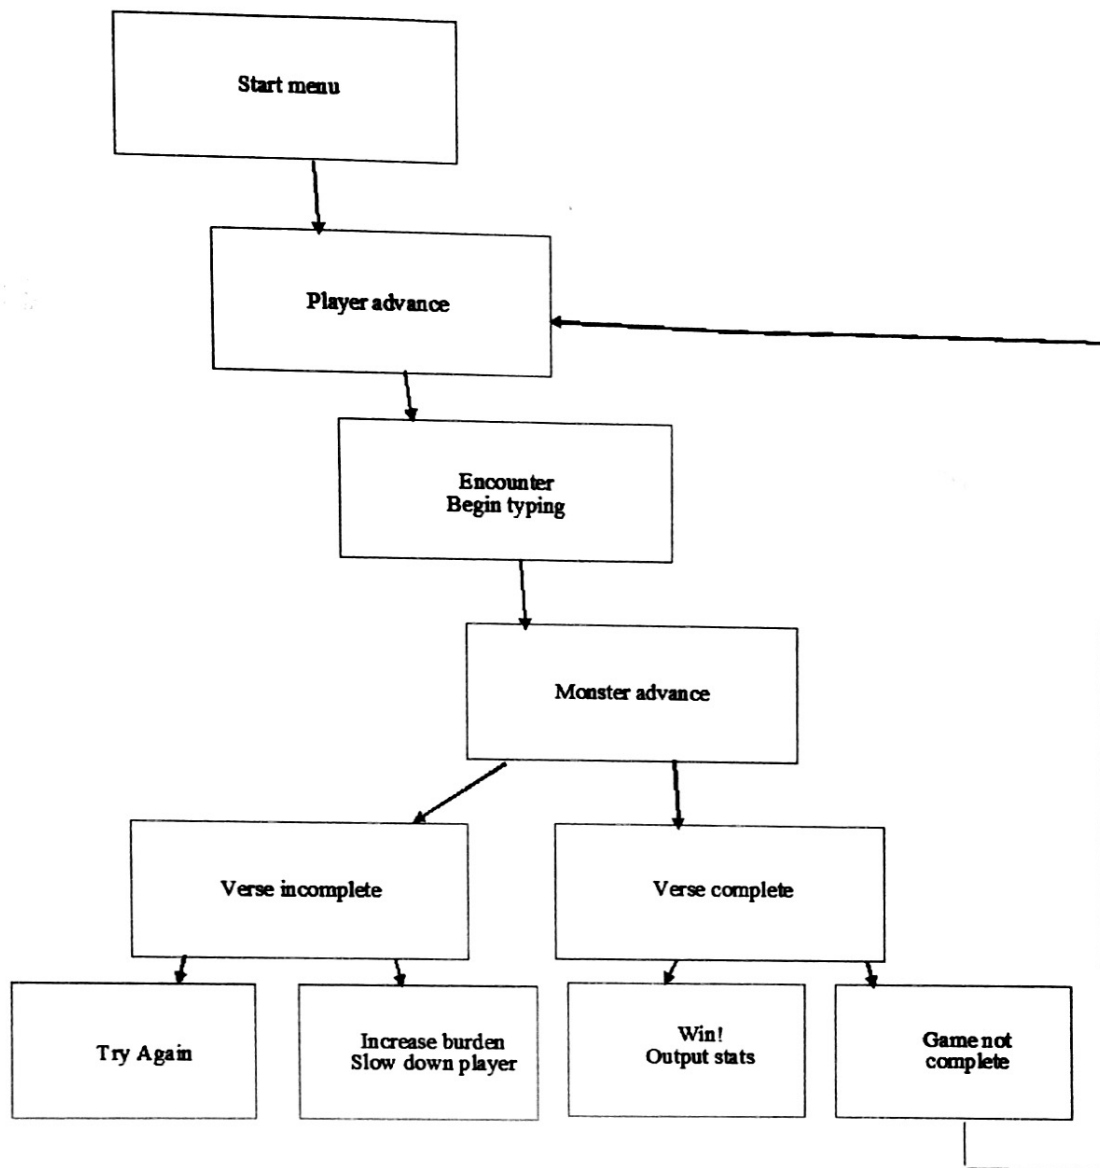 Start menu
Player advance
Encounter
Begin typing
Monster advance
Verse incomplete
Verse complete
Try Again
Increase burden
Slow down player
Win!
Output stats
Game not
complete